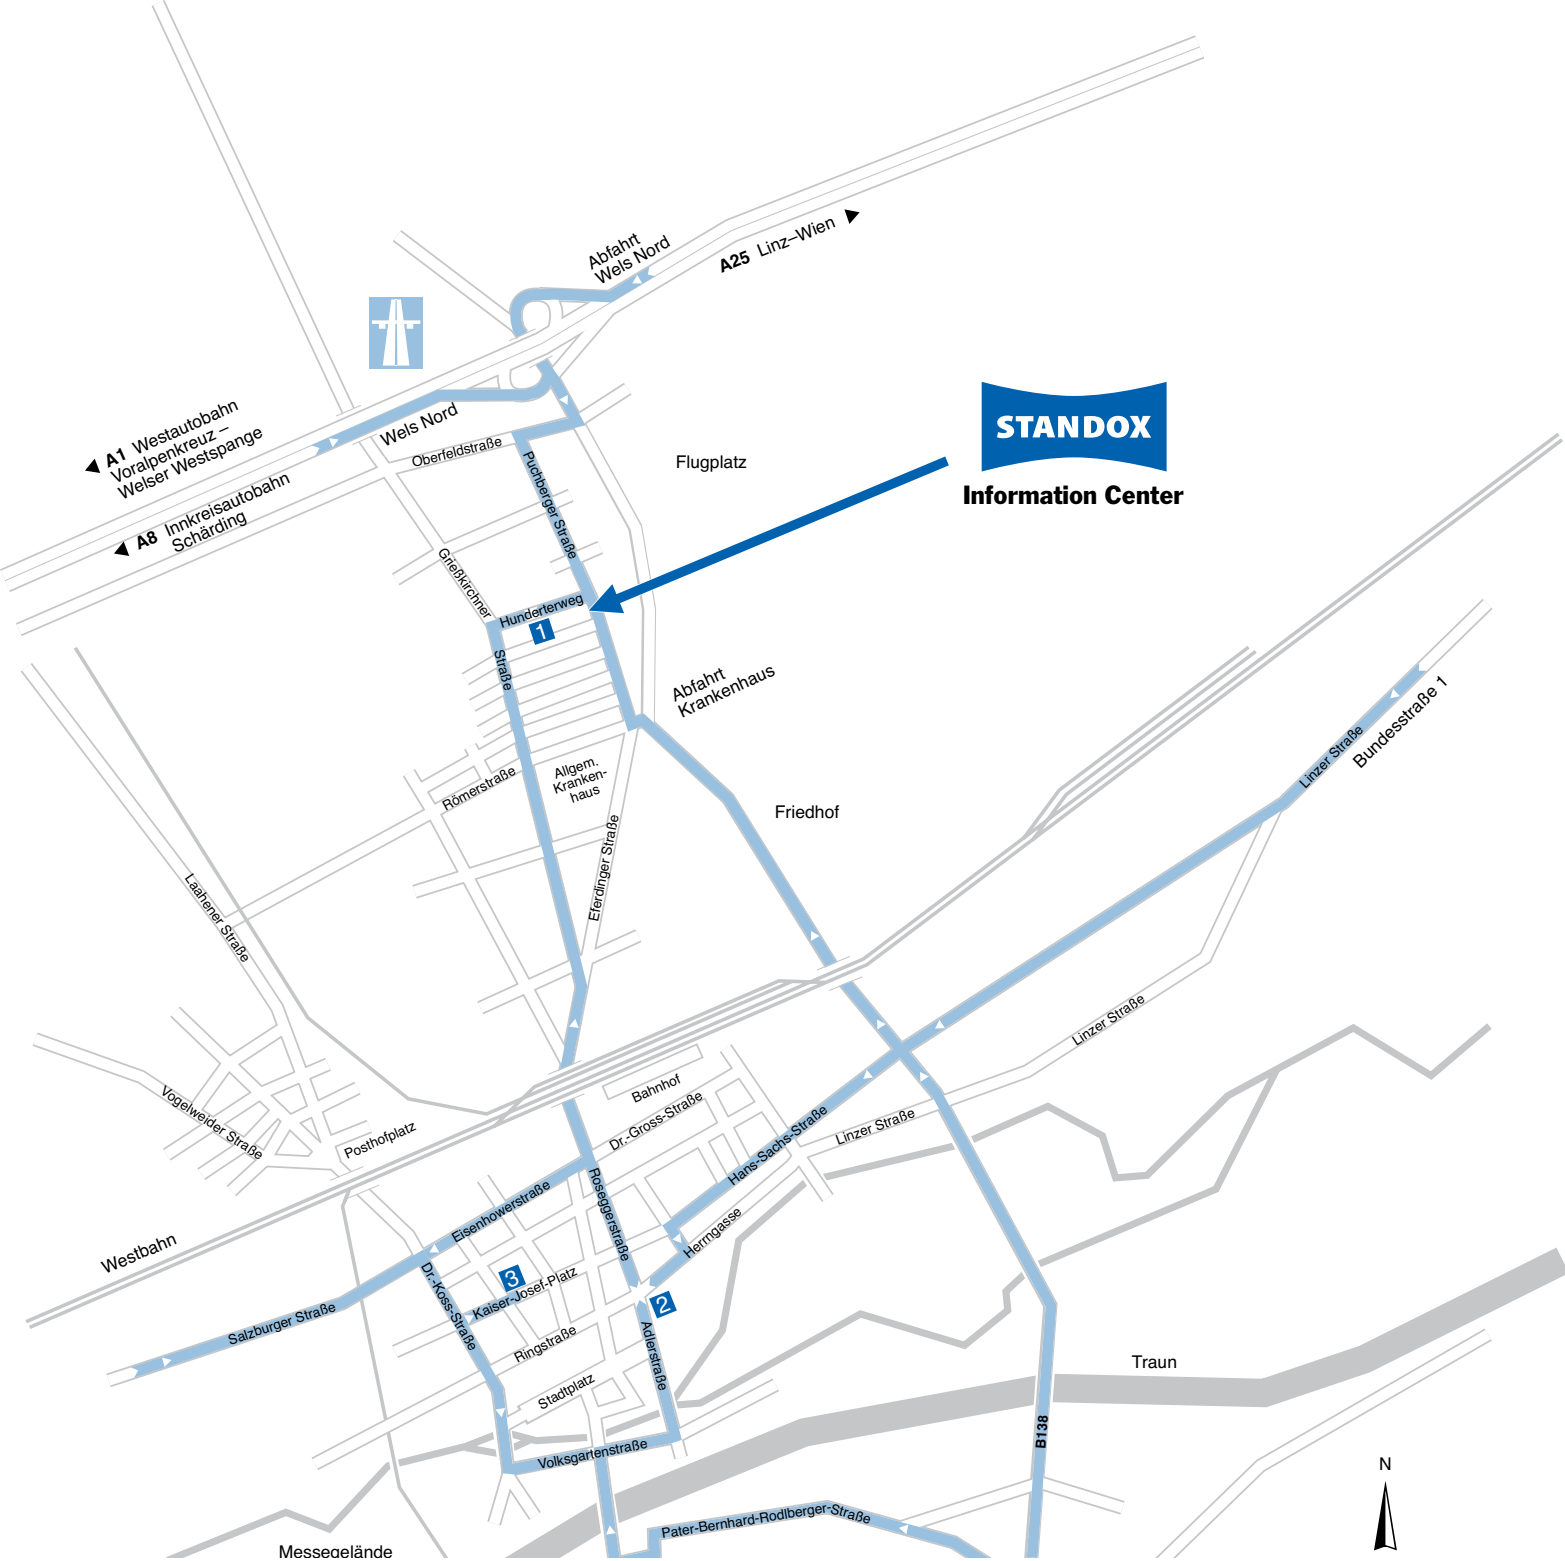 Abfahrt
Wels Nord
A25 Linz–Wien
A1 Westautobahn
Voralpenkreuz –
Welser Westspange
A8 Innkreisautobahn
Schärding
Wels Nord
Oberfeldstraße
Puchberger Straße
Flugplatz
STANDOX
Information Center
Grießkirchner
Straße
Hunderterweg
1
Abfahrt
Krankenhaus
Allgem.
Kranken-
haus
Römerstraße
Eferdinger Straße
Friedhof
Linzer Straße
Bundesstraße 1
Laahener Straße
Vogelweider Straße
Posthofplatz
Bahnhof
Dr.-Gross-Straße
Linzer Straße
Linzer Straße
Hans-Sachs-Straße
Herrngasse
Roseggerstraße
Eisenhowerstraße
Westbahn
Salzburger Straße
Dr.-Koss-Straße
3
Kaiser-Josef-Platz
2
Ringstraße
Adlerstraße
Stadtplatz
Volksgartenstraße
Traun
B138
Pater-Bernhard-Rodlberger-Straße
Messegelände
N